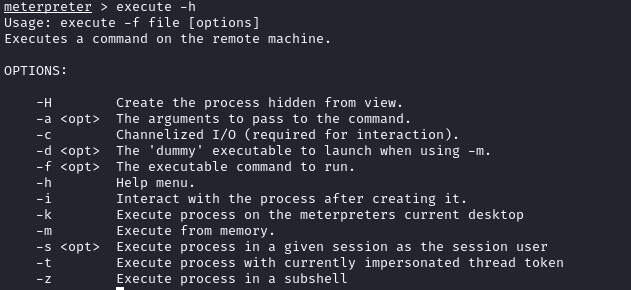 meterpreter > execute -h
Usage: execute -f file [options]
Executes a command on the remote machine.
OPTIONS:
-H Create the process hidden from view.
-a <opt> The arguments to pass to the command.
-c Channelized I/O (required for interaction).
-d <opt> The 'dummy' executable to launch when using -m.
-f <opt> The executable command to run.
-h Help menu.
-i Interact with the process after creating it.
-k Execute process on the meterpreters current desktop
-m Execute from memory.
-s <opt> Execute process in a given session as the session user
-t Execute process with currently impersonated thread token
-z Execute process in a subshell